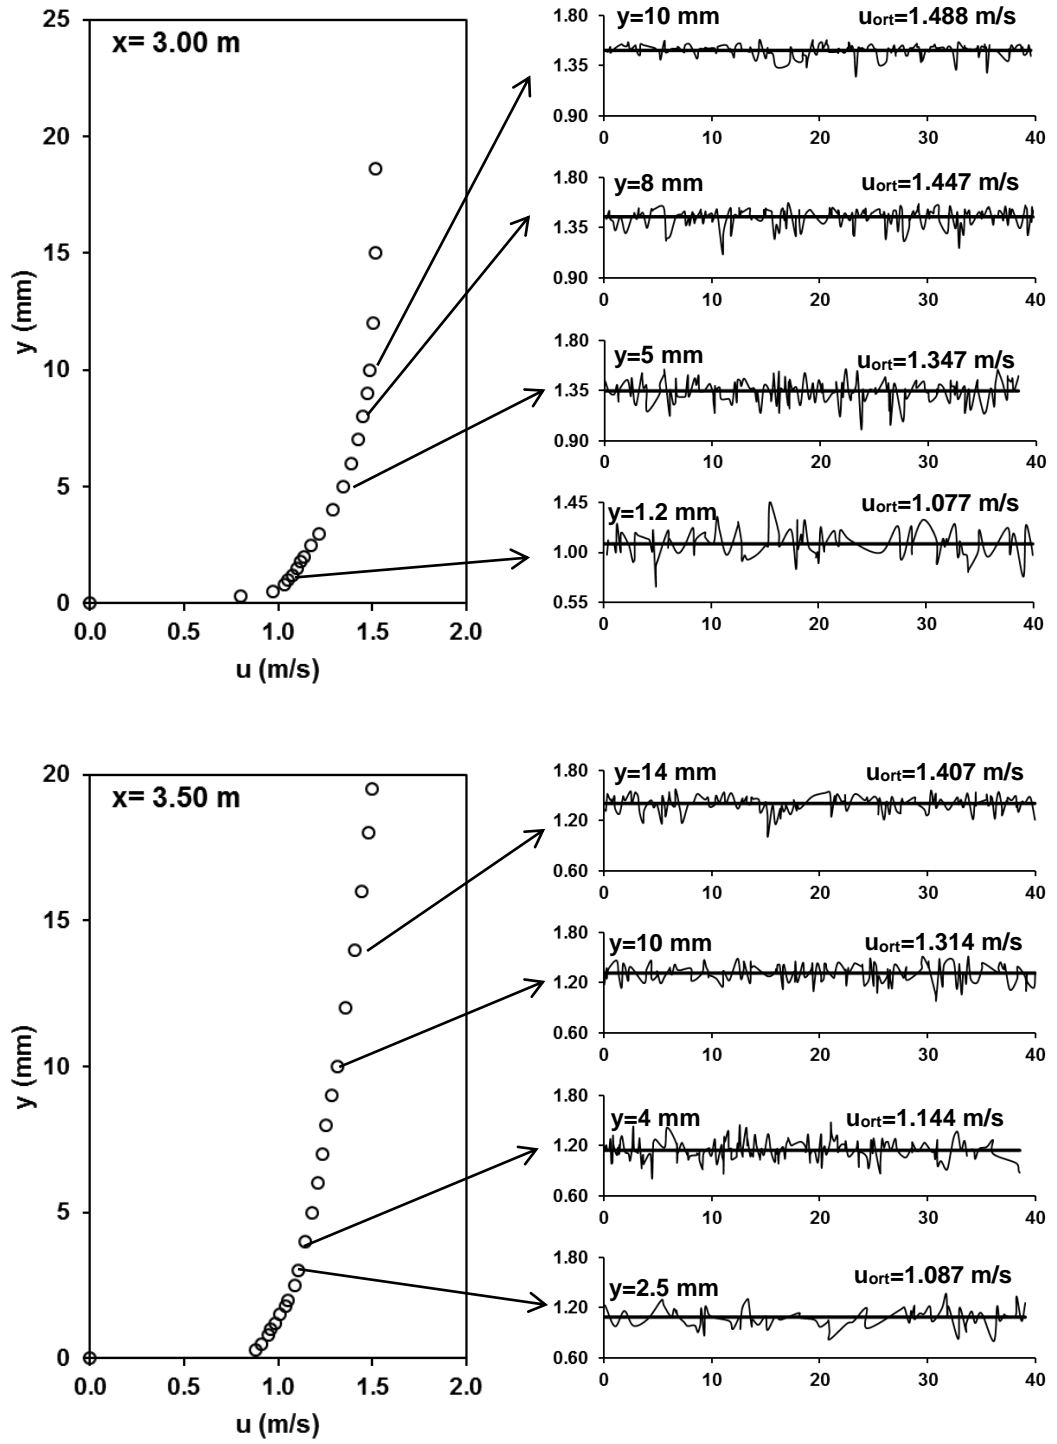 x= 3.00 m
25
20
15
10
5
0
y (mm)
0.0 0.5 1.0 1.5 2.0
u (m/s)
y=10 mm uort=1.488 m/s
1.80
1.35
0.90
0 10 20 30 40
y=8 mm uort=1.447 m/s
1.80
1.35
0.90
0 10 20 30 40
y=5 mm uort=1.347 m/s
1.80
1.35
0.90
0 10 20 30 40
y=1.2 mm uort=1.077 m/s
1.45
1.00
0.55
0 10 20 30 40
x= 3.50 m
20
15
10
5
0
y (mm)
0.0 0.5 1.0 1.5 2.0
u (m/s)
y=14 mm uort=1.407 m/s
1.80
1.20
0.60
0 10 20 30 40
y=10 mm uort=1.314 m/s
1.80
1.20
0.60
0 10 20 30 40
y=4 mm uort=1.144 m/s
1.80
1.20
0.60
0 10 20 30 40
y=2.5 mm uort=1.087 m/s
1.80
1.20
0.60
0 10 20 30 40